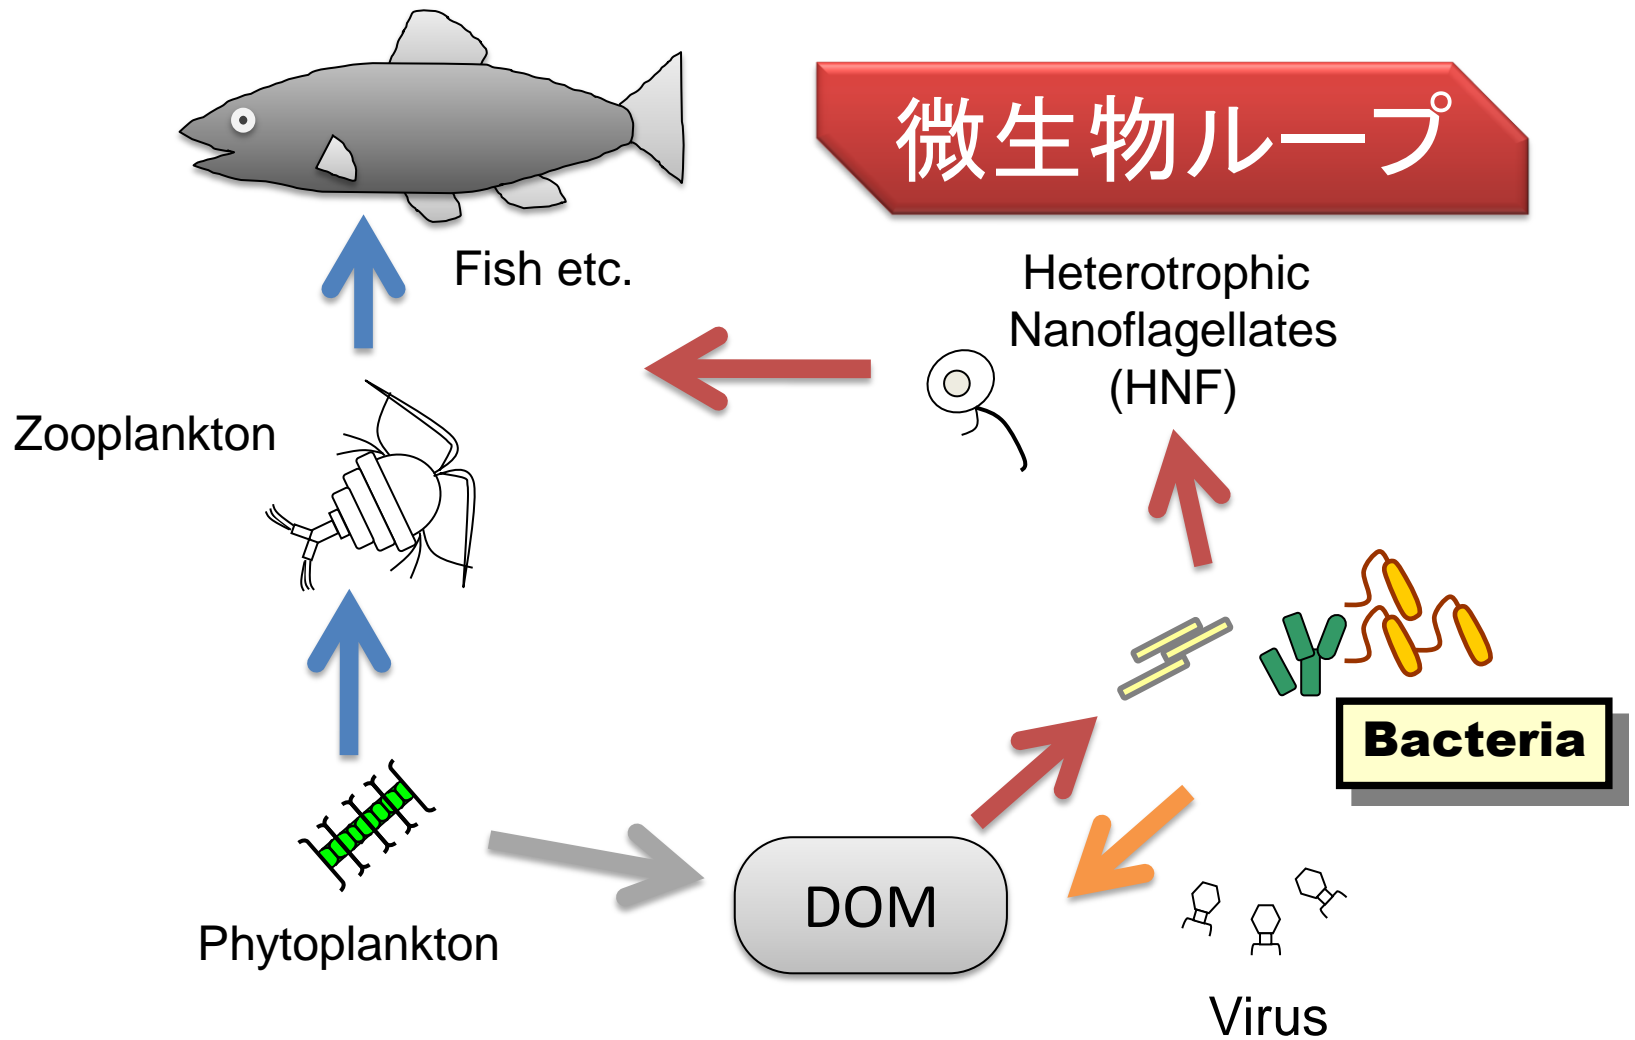 微生物ループ
Fish etc.
Heterotrophic
Nanoflagellates
(HNF)
Zooplankton
Bacteria
DOM
Phytoplankton
Virus